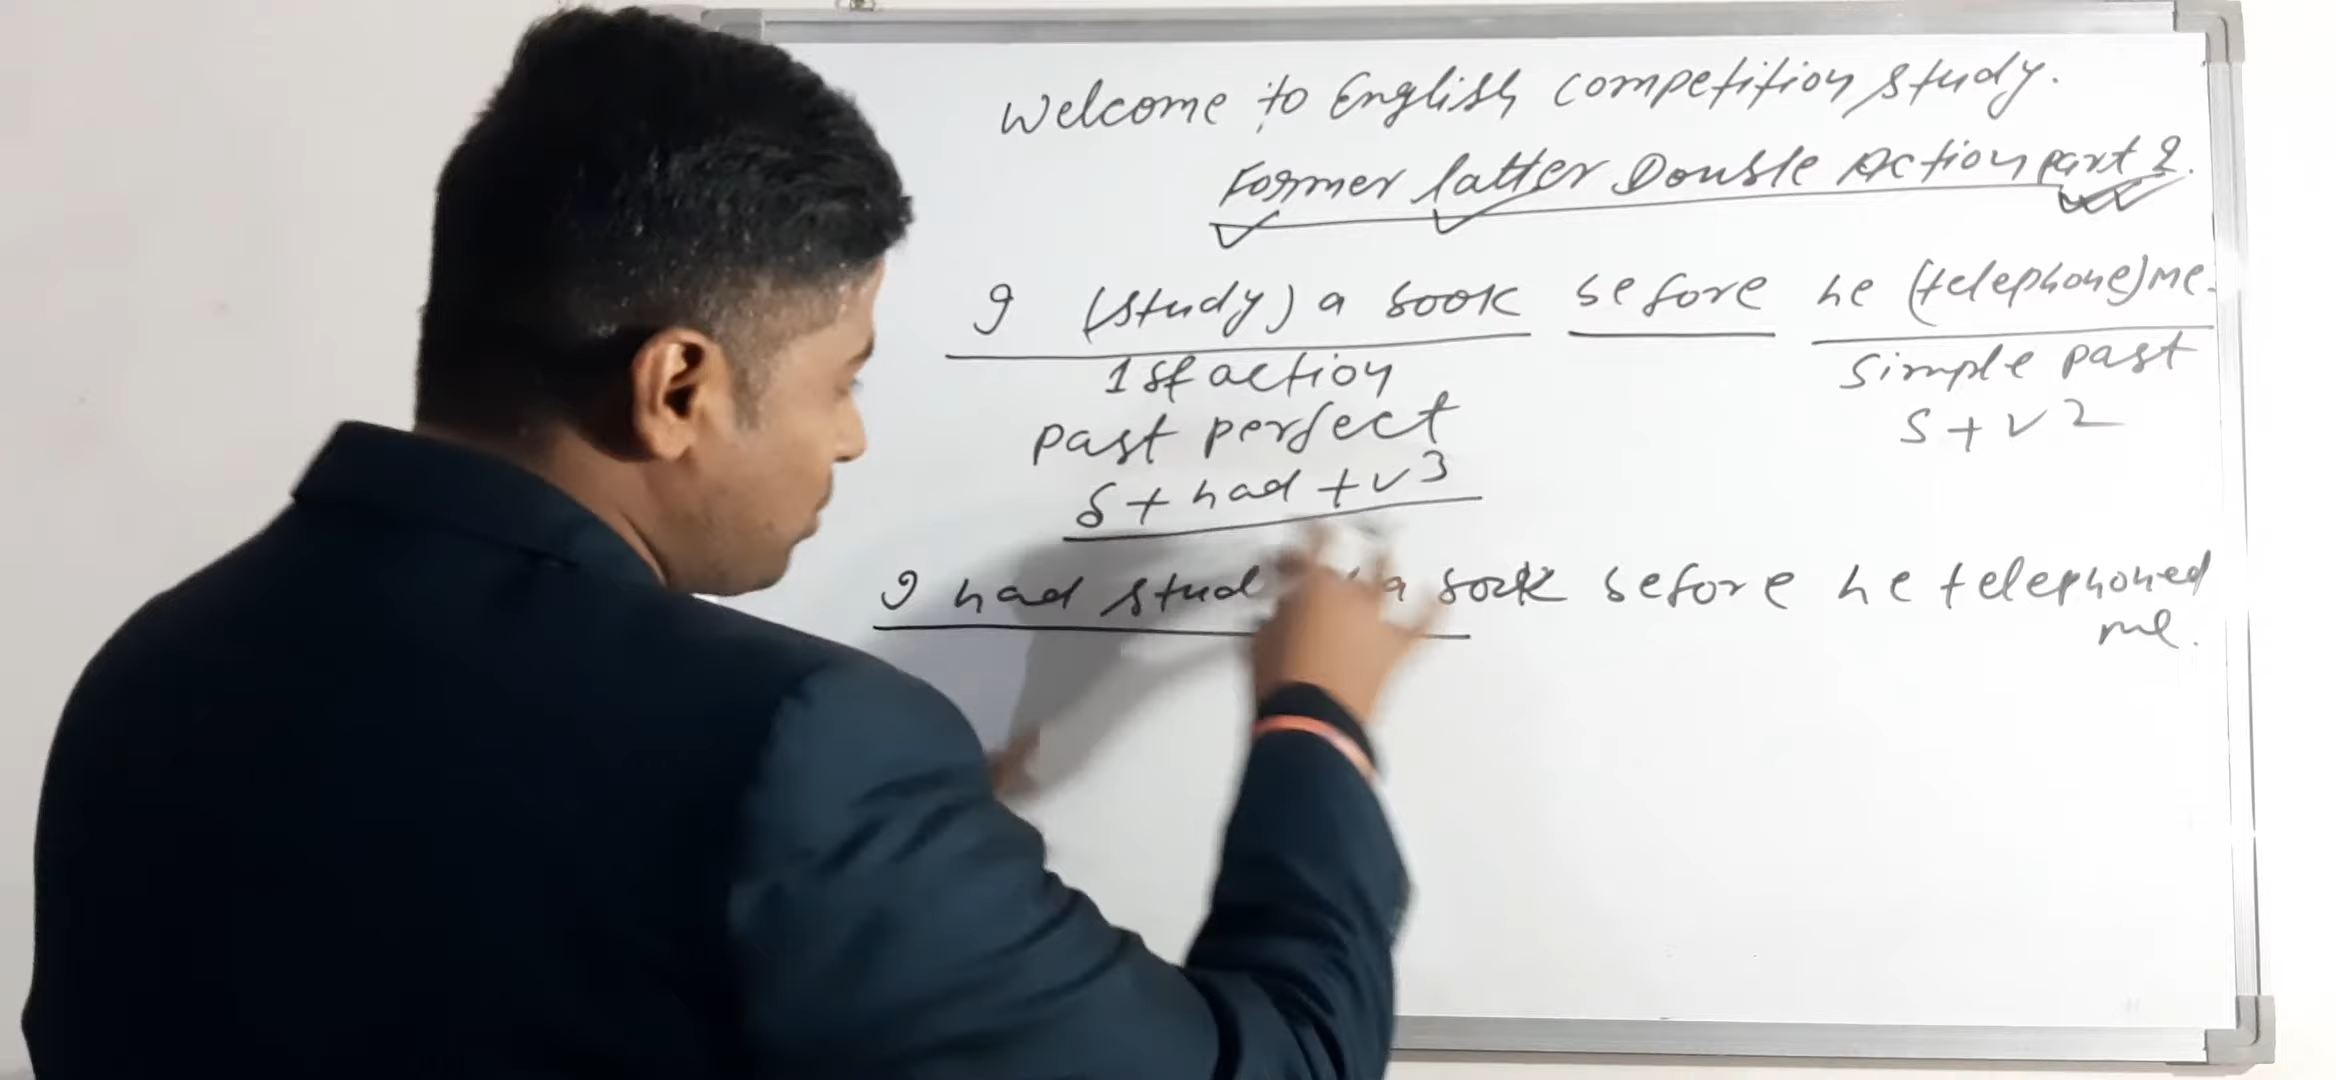 Welcome to English competition study.
Former latter Double Action part 2.
I (study) a book before he (telephone) me.
1st action
Past perfect
S + had + v3
Simple past
S + v2
I had stud a book before he telephoned
me.